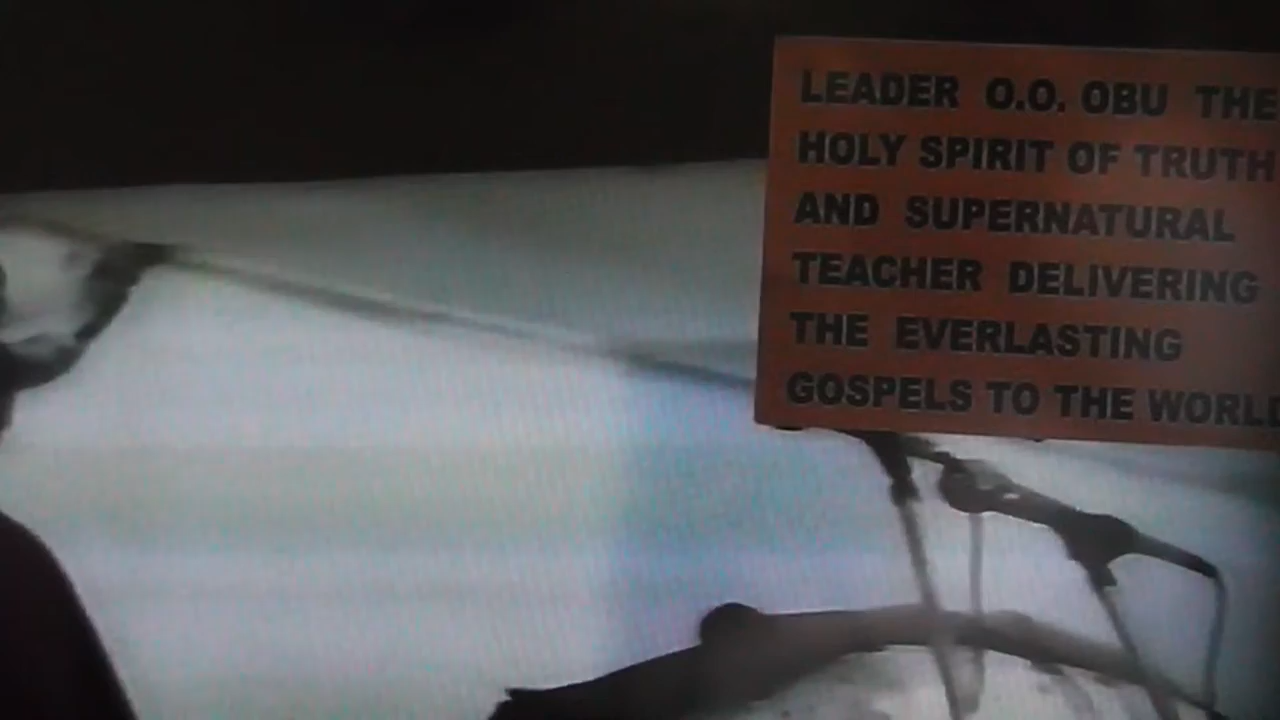 LEADER O.O. OBU THE
HOLY SPIRIT OF TRUTH
AND SUPERNATURAL
TEACHER DELIVERING
THE EVERLASTING
GOSPELS TO THE WORL